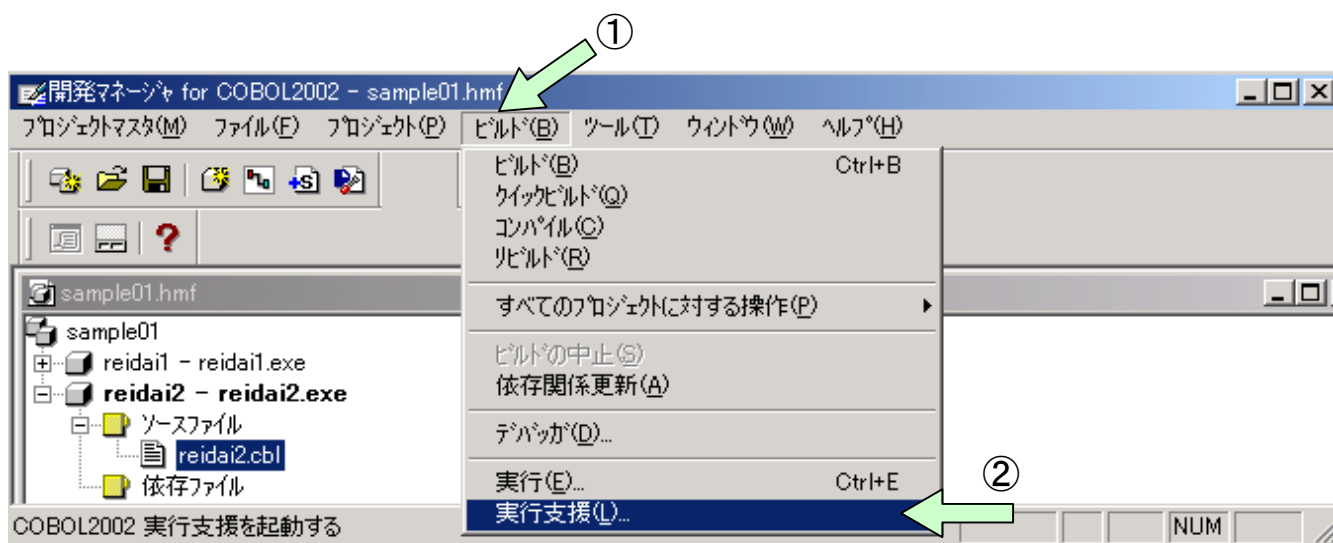 ①
開発ﾏﾈｰｼﾞｬ for COBOL2002 - sample01.hmf
ﾌﾟﾛｼﾞｪｸﾄﾏｽﾀ(M) ﾌｧｲﾙ(F) ﾌﾟﾛｼﾞｪｸﾄ(P) ﾋﾞﾙﾄﾞ(B) ﾂｰﾙ(T) ｳｨﾝﾄﾞｳ(W) ﾍﾙﾌﾟ(H)
ﾋﾞﾙﾄﾞ(B) Ctrl+B
ｸｲｯｸﾋﾞﾙﾄﾞ(Q)
ｺﾝﾊﾟｲﾙ(C)
ﾘﾋﾞﾙﾄﾞ(R)
すべてのﾌﾟﾛｼﾞｪｸﾄに対する操作(P)
ﾋﾞﾙﾄﾞの中止(S)
依存関係更新(A)
ﾃﾞﾊﾞｯｶﾞ(D)...
実行(E)... Ctrl+E
実行支援(L)...
②
sample01.hmf
sample01
reidai1 - reidai1.exe
reidai2 - reidai2.exe
ｿｰｽﾌｧｲﾙ
reidai2.cbl
依存ﾌｧｲﾙ
COBOL2002 実行支援を起動する
NUM